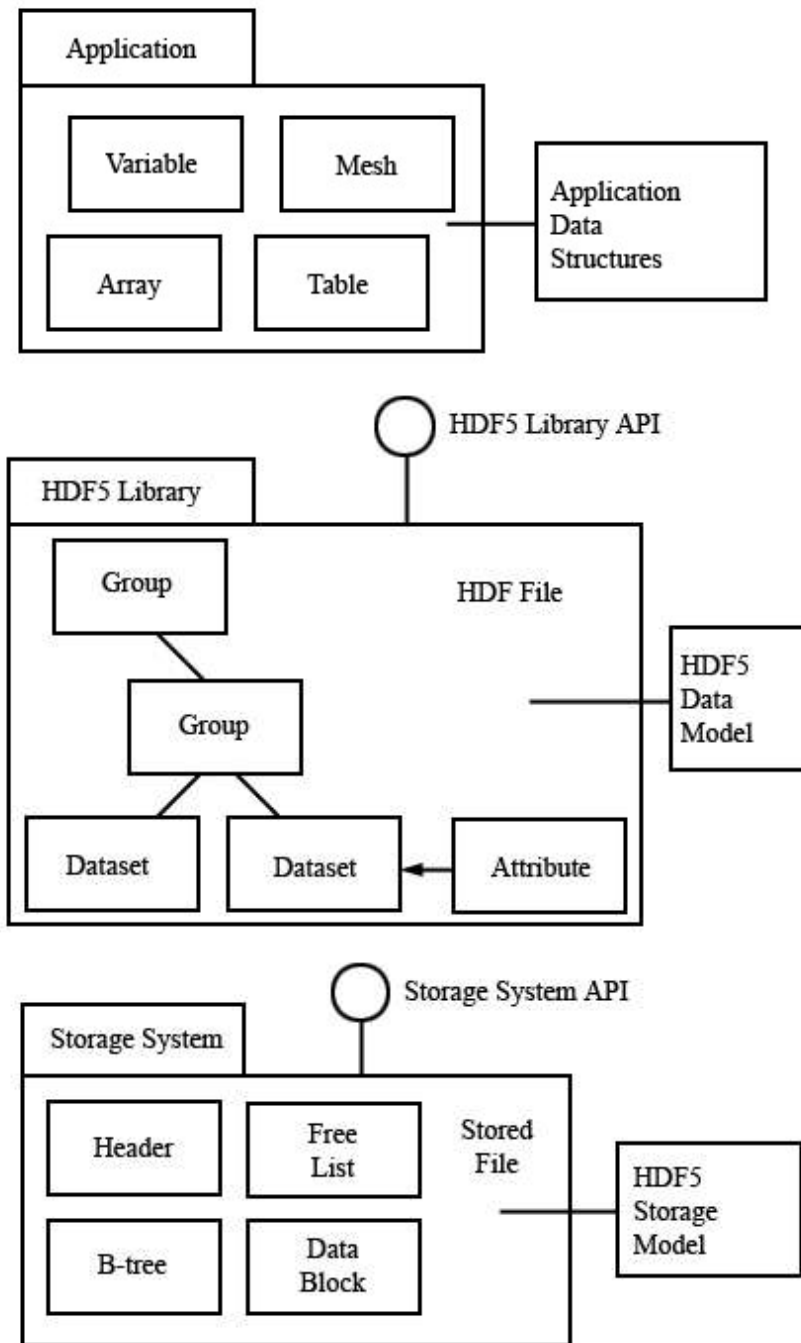 Application
Variable
Mesh
Array
Table
Application
Data
Structures
HDF5 Library API
HDF5 Library
Group
HDF File
Group
HDF5
Data
Model
Dataset
Dataset
Attribute
Storage System API
Storage System
Header
Free
List
Stored
File
B-tree
Data
Block
HDF5
Storage
Model